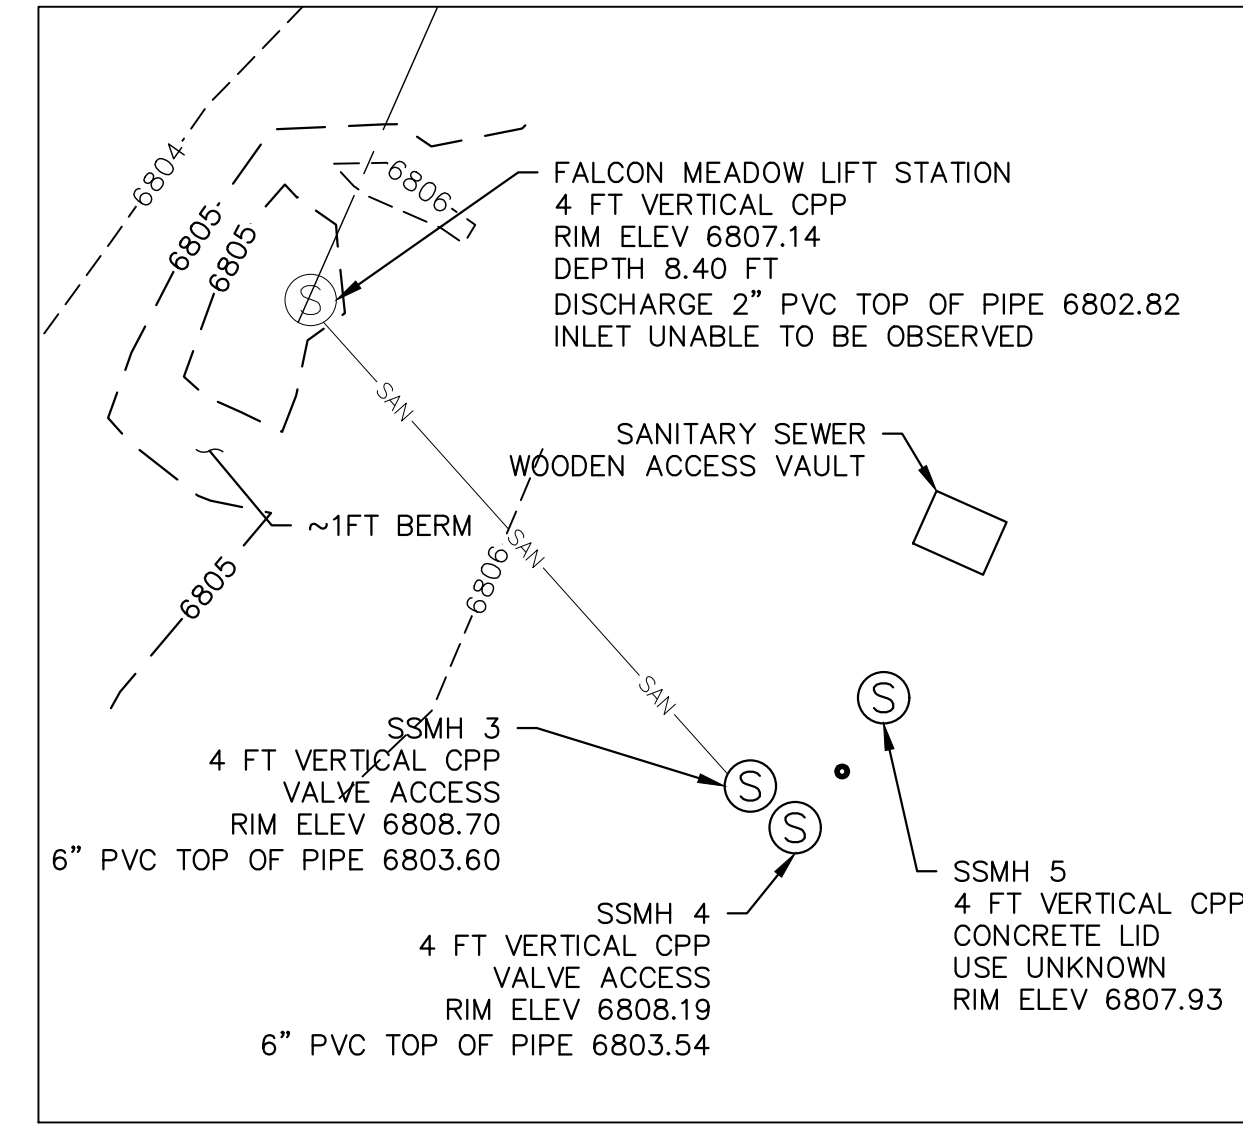 -6804-
6805-
6805
-6806-
FALCON MEADOW LIFT STATION
4 FT VERTICAL CPP
RIM ELEV 6807.14
DEPTH 8.40 FT
DISCHARGE 2” PVC TOP OF PIPE 6802.82
INLET UNABLE TO BE OBSERVED
S
SAN
SANITARY SEWER
WOODEN ACCESS VAULT
~1FT BERM
SAN
6806
6805
SAN
SSMH 3
4 FT VERTICAL CPP
VALVE ACCESS
RIM ELEV 6808.70
6” PVC TOP OF PIPE 6803.60
S
S
S
SSMH 4
4 FT VERTICAL CPP
VALVE ACCESS
RIM ELEV 6808.19
6” PVC TOP OF PIPE 6803.54
SSMH 5
4 FT VERTICAL CPP
CONCRETE LID
USE UNKNOWN
RIM ELEV 6807.93